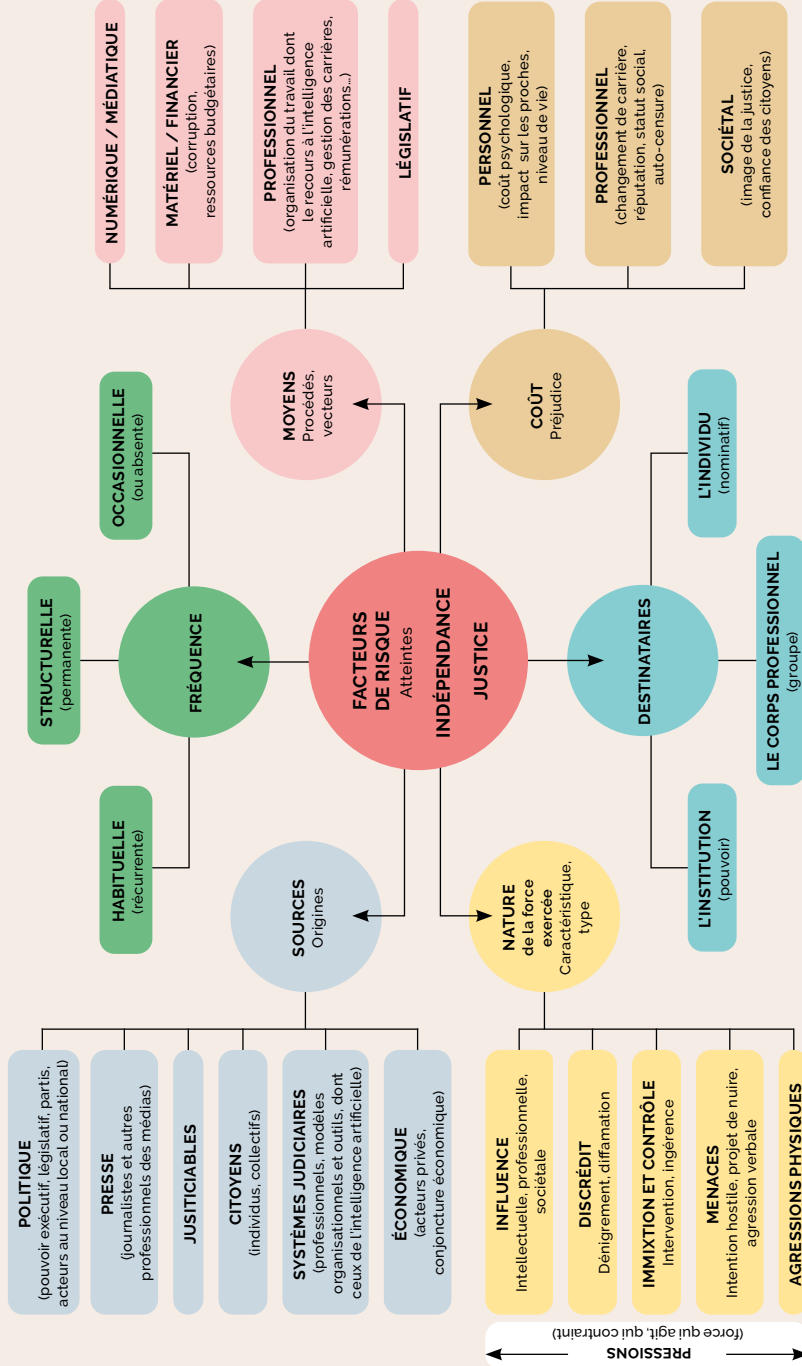 POLITIQUE
(pouvoir exécutif, législatif, partis,
acteurs au niveau local ou national)
PRESSE
(journalistes et autres
professionnels des médias)
JUSITICIABLES
CITOYENS
(individus, collectifs)
SYSTÈMES JUDICIAIRES
(professionnels, modèles
organisationnels et outils, dont
ceux de l'intelligence artificielle)
ÉCONOMIQUE
(acteurs privés,
conjoncture économique)
SOURCES
Origines
HABITUELLE
(récurrente)
STRUCTURELLE
(permanente)
OCCASIONNELLE
(ou absente)
FRÉQUENCE
MOYENS
Procédés,
vecteurs
NUMÉRIQUE / MÉDIATIQUE
MATÉRIEL / FINANCIER
(corruption,
ressources budgétaires)
PROFESSIONNEL
(organisation du travail dont
le recours à l'intelligence
artificielle, gestion des carrières,
rémunérations...)
LÉGISLATIF
FACTEURS
DE RISQUE
Atteintes
INDÉPENDANCE
JUSTICE
PRESSIONS
(force qui agit, qui contraint)
INFLUENCE
Intellectuelle, professionnelle,
sociétale
DISCRÉDIT
Dénigrement, diffamation
IMMIXTION ET CONTRÔLE
Intervention, ingérence
MENACES
Intention hostile, projet de nuire,
agression verbale
AGRESSIONS PHYSIQUES
NATURE
de la force
exercée
Caractéristique,
type
DESTINATAIRES
L'INSTITUTION
(pouvoir)
LE CORPS PROFESSIONNEL
(groupe)
L'INDIVIDU
(nominatif)
COÛT
Préjudice
PERSONNEL
(coût psychologique,
impact sur les proches,
niveau de vie)
PROFESSIONNEL
(changement de carrière,
réputation, statut social,
auto-censure)
SOCIÉTAL
(image de la justice,
confiance des citoyens)